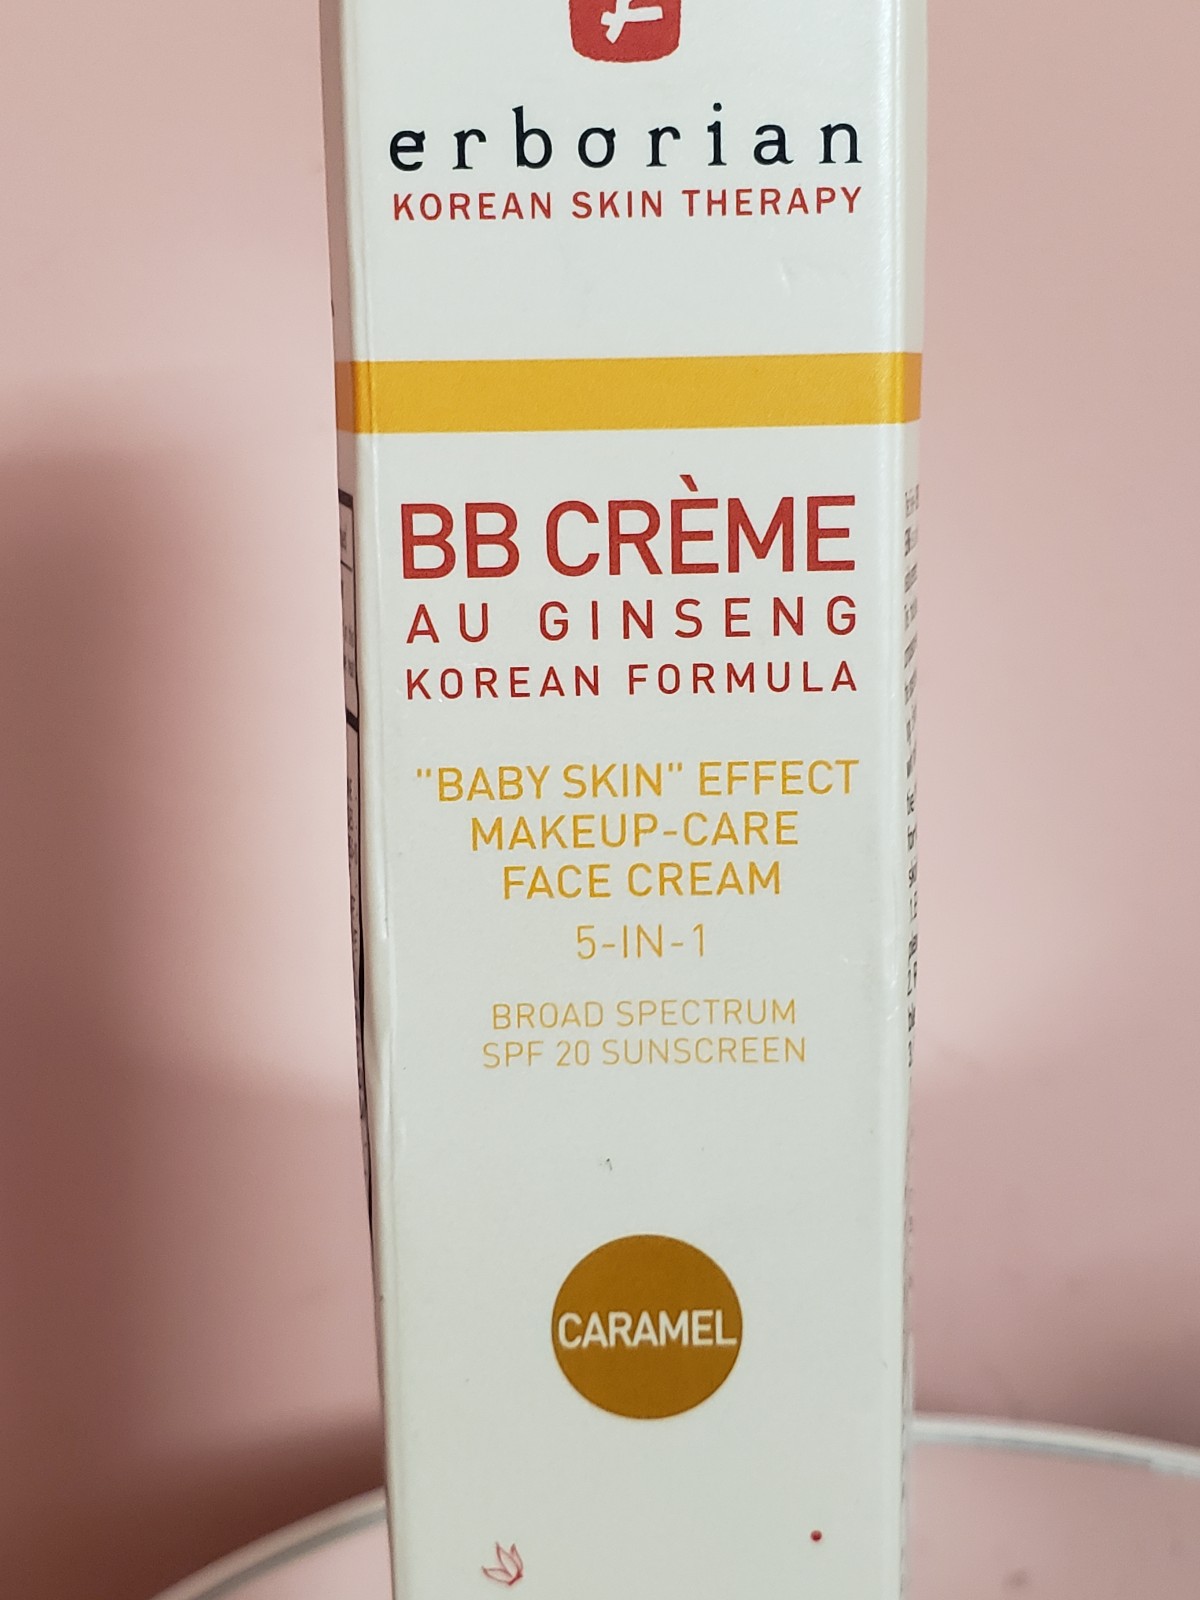 erborian
KOREAN SKIN THERAPY
BB CRÈME
AU GINSENG
KOREAN FORMULA
"BABY SKIN" EFFECT
MAKEUP-CARE
FACE CREAM
5-IN-1
BROAD SPECTRUM
SPF 20 SUNSCREEN
CARAMEL